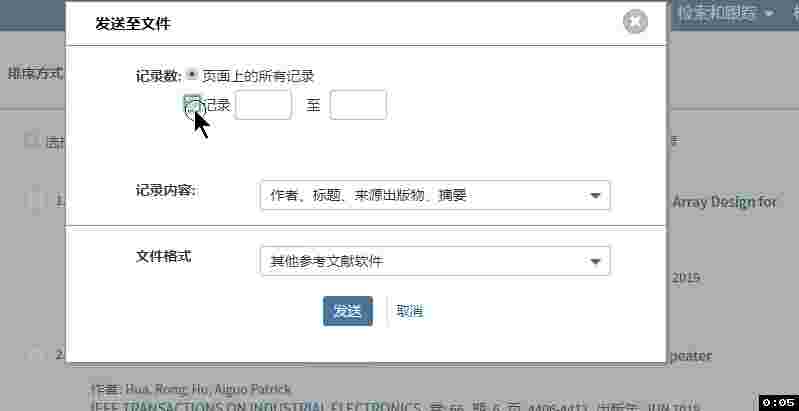 发送至文件
检索和跟踪
记录数: 页面上的所有记录
排序方式
记录 至
1.
记录内容: 作者、标题、来源出版物、摘要
Array Design for
文件格式 其他参考文献软件
2019
发送 取消
2.
peater
作者: Hua, Rong; Hu, Aiguo Patrick
IEEE TRANSACTIONS ON INDUSTRIAL ELECTRONICS 卷: 66 期: 6 页: 4406-4413 出版年: JUN 2019
0:05